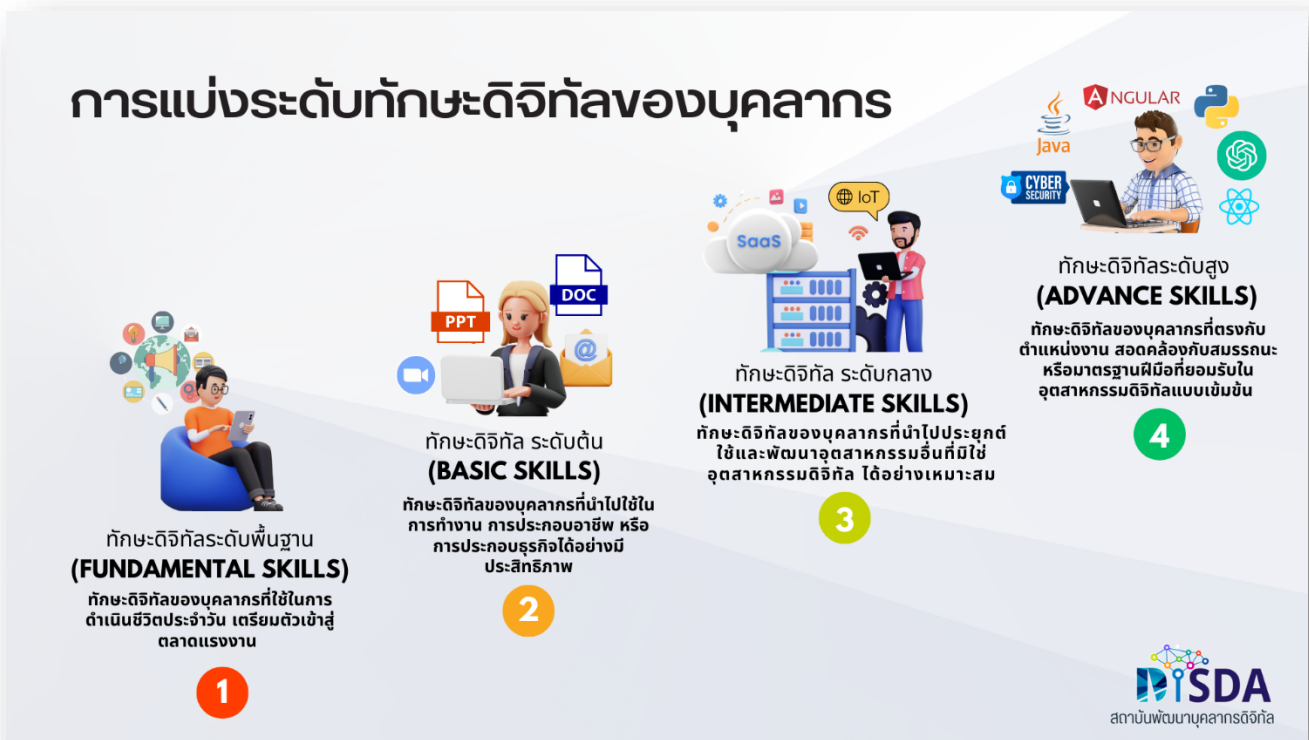 การแบ่งระดับทักษะดิจิทัลของบุคลากร
ทักษะดิจิทัลระดับพื้นฐาน
(FUNDAMENTAL SKILLS)
ทักษะดิจิทัลของบุคลากรที่ใช้ในการ
ดำเนินชีวิตประจำวัน เตรียมตัวเข้าสู่
ตลาดแรงงาน
1
PPT
DOC
@
ทักษะดิจิทัล ระดับต้น
(BASIC SKILLS)
ทักษะดิจิทัลของบุคลากรที่นำไปใช้ใน
การทำงาน การประกอบอาชีพ หรือ
การประกอบธุรกิจได้อย่างมี
ประสิทธิภาพ
2
SaaS
IoT
ทักษะดิจิทัล ระดับกลาง
(INTERMEDIATE SKILLS)
ทักษะดิจิทัลของบุคลากรที่นำไปประยุกต์
ใช้และพัฒนาอุตสาหกรรมอื่นที่มิใช่
อุตสาหกรรมดิจิทัล ได้อย่างเหมาะสม
3
ANGULAR
Java
CYBER
SECURITY
ทักษะดิจิทัลระดับสูง
(ADVANCE SKILLS)
ทักษะดิจิทัลของบุคลากรที่ตรงกับ
ตำแหน่งงาน สอดคล้องกับสมรรถนะ
หรือมาตรฐานฝีมือที่ยอมรับใน
อุตสาหกรรมดิจิทัลแบบเข้มข้น
4
DISDA
สถาบันพัฒนาบุคลากรดิจิทัล